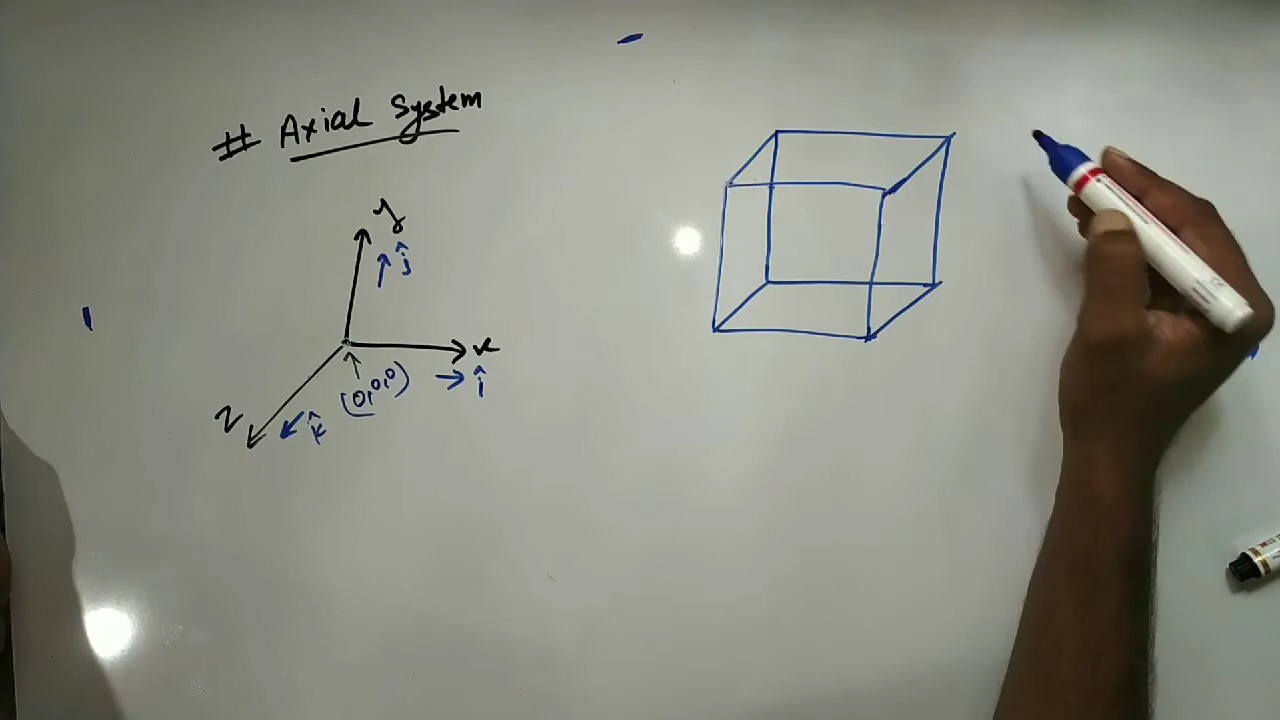 # Axial System
y
ĵ
x
(0,0,0)
î
z
k̂